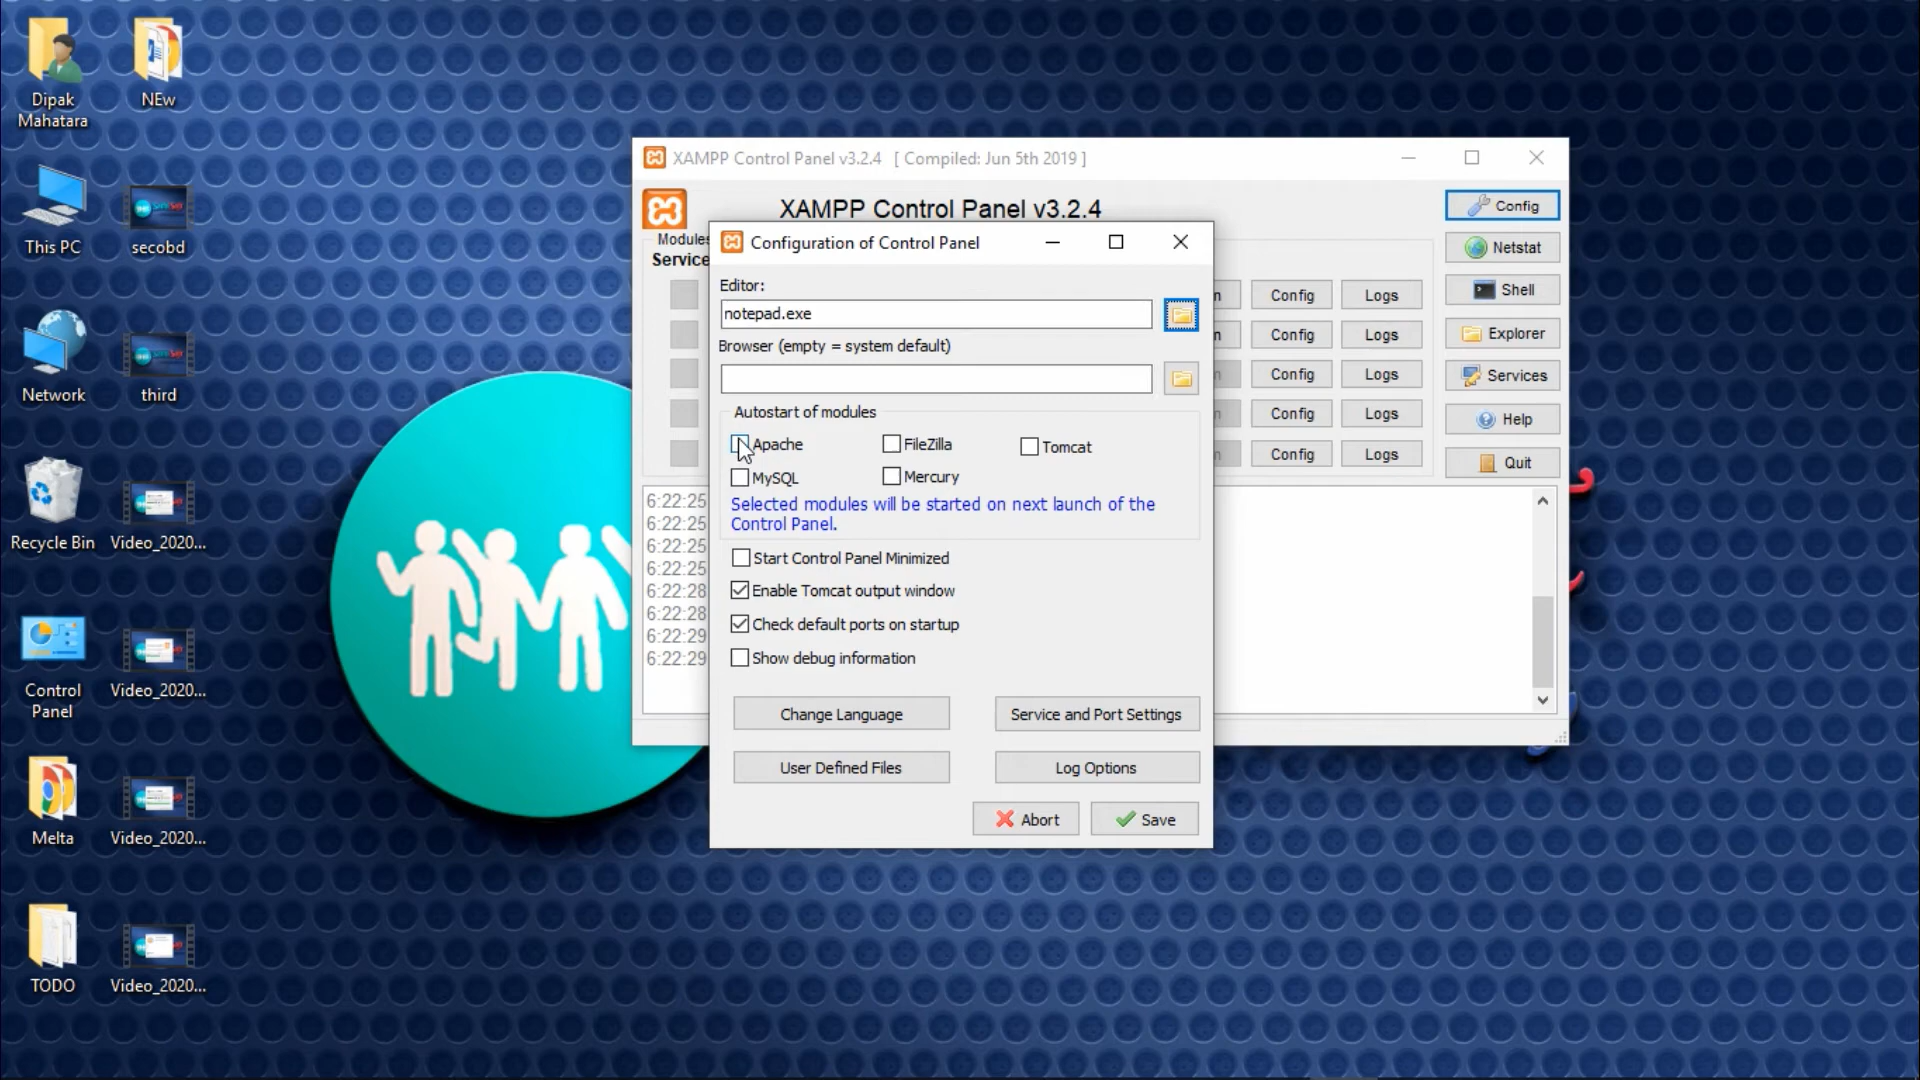 Dipak
Mahatara
NEw
This PC
secobd
Network
third
Recycle Bin
Video_2020...
Control
Panel
Video_2020...
Melta
Video_2020...
TODO
Video_2020...
XAMPP Control Panel v3.2.4 [ Compiled: Jun 5th 2019 ]
XAMPP Control Panel v3.2.4
Modules
Service
Config
Netstat
Shell
Explorer
Services
Help
Quit
n Config Logs
n Config Logs
n Config Logs
n Config Logs
n Config Logs
6:22:25
6:22:25
6:22:25
6:22:25
6:22:28
6:22:28
6:22:29
6:22:29
Configuration of Control Panel
Editor:
notepad.exe
Browser (empty = system default)
Autostart of modules
Apache FileZilla Tomcat
MySQL Mercury
Selected modules will be started on next launch of the
Control Panel.
Start Control Panel Minimized
Enable Tomcat output window
Check default ports on startup
Show debug information
Change Language Service and Port Settings
User Defined Files Log Options
Abort Save